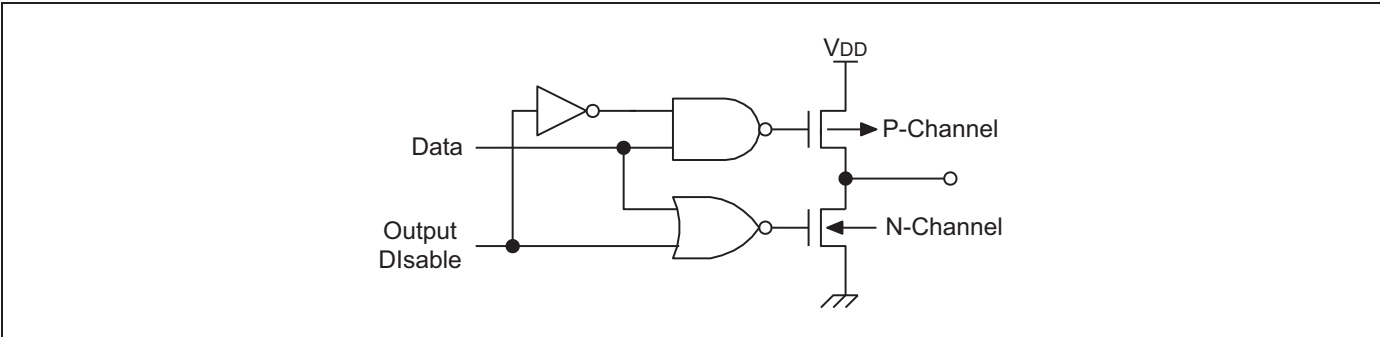 VDD
P-Channel
Data
Output
DIsable
N-Channel